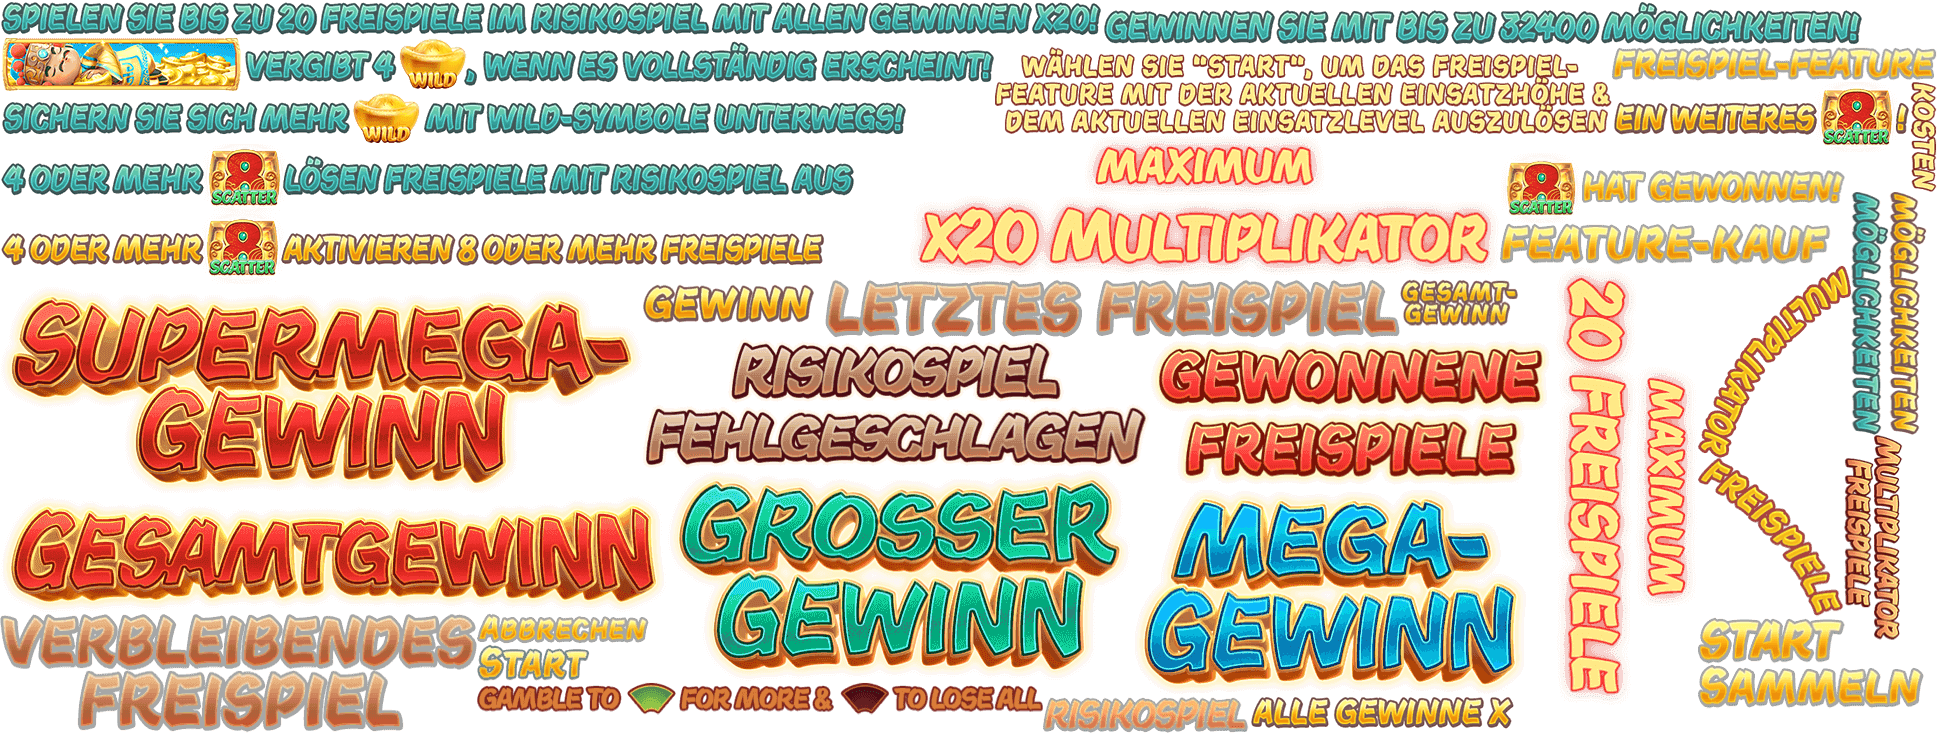 SPIELEN SIE BIS ZU 20 FREISPIELE IM RISIKOSPIEL MIT ALLEN GEWINNEN X20!
GEWINNEN SIE MIT BIS ZU 32400 MÖGLICHKEITEN!
VERGIBT 4 WILD, WENN ES VOLLSTÄNDIG ERSCHEINT!
WÄHLEN SIE "START", UM DAS FREISPIEL-
FEATURE MIT DER AKTUELLEN EINSATZHÖHE &
DEM AKTUELLEN EINSATZLEVEL AUSZULÖSEN
FREISPIEL-FEATURE
SICHERN SIE SICH MEHR WILD MIT WILD-SYMBOLE UNTERWEGS!
EIN WEITERES 8 SCATTER !
KOSTEN
4 ODER MEHR 8 SCATTER LÖSEN FREISPIELE MIT RISIKOSPIEL AUS
MAXIMUM
8 SCATTER HAT GEWONNEN!
4 ODER MEHR 8 SCATTER AKTIVIEREN 8 ODER MEHR FREISPIELE
X20 MULTIPLIKATOR
FEATURE-KAUF
MÖGLICHKEITEN
MÖGLICHKEITEN
SUPERMEGA-
GEWINN
GEWINN
LETZTES FREISPIEL
GESAMT-
GEWINN
20 FREISPIELE
MULTIPLIKATOR FREISPIELE
RISIKOSPIEL
FEHLGESCHLAGEN
GEWONNENE
FREISPIELE
MAXIMUM
MULTIPLIKATOR
FREISPIELE
GESAMTGEWINN
GROSSER
GEWINN
MEGA-
GEWINN
VERBLEIBENDES
FREISPIEL
ABBRECHEN
START
GAMBLE TO FOR MORE & TO LOSE ALL
RISIKOSPIEL
ALLE GEWINNE X
START
SAMMELN